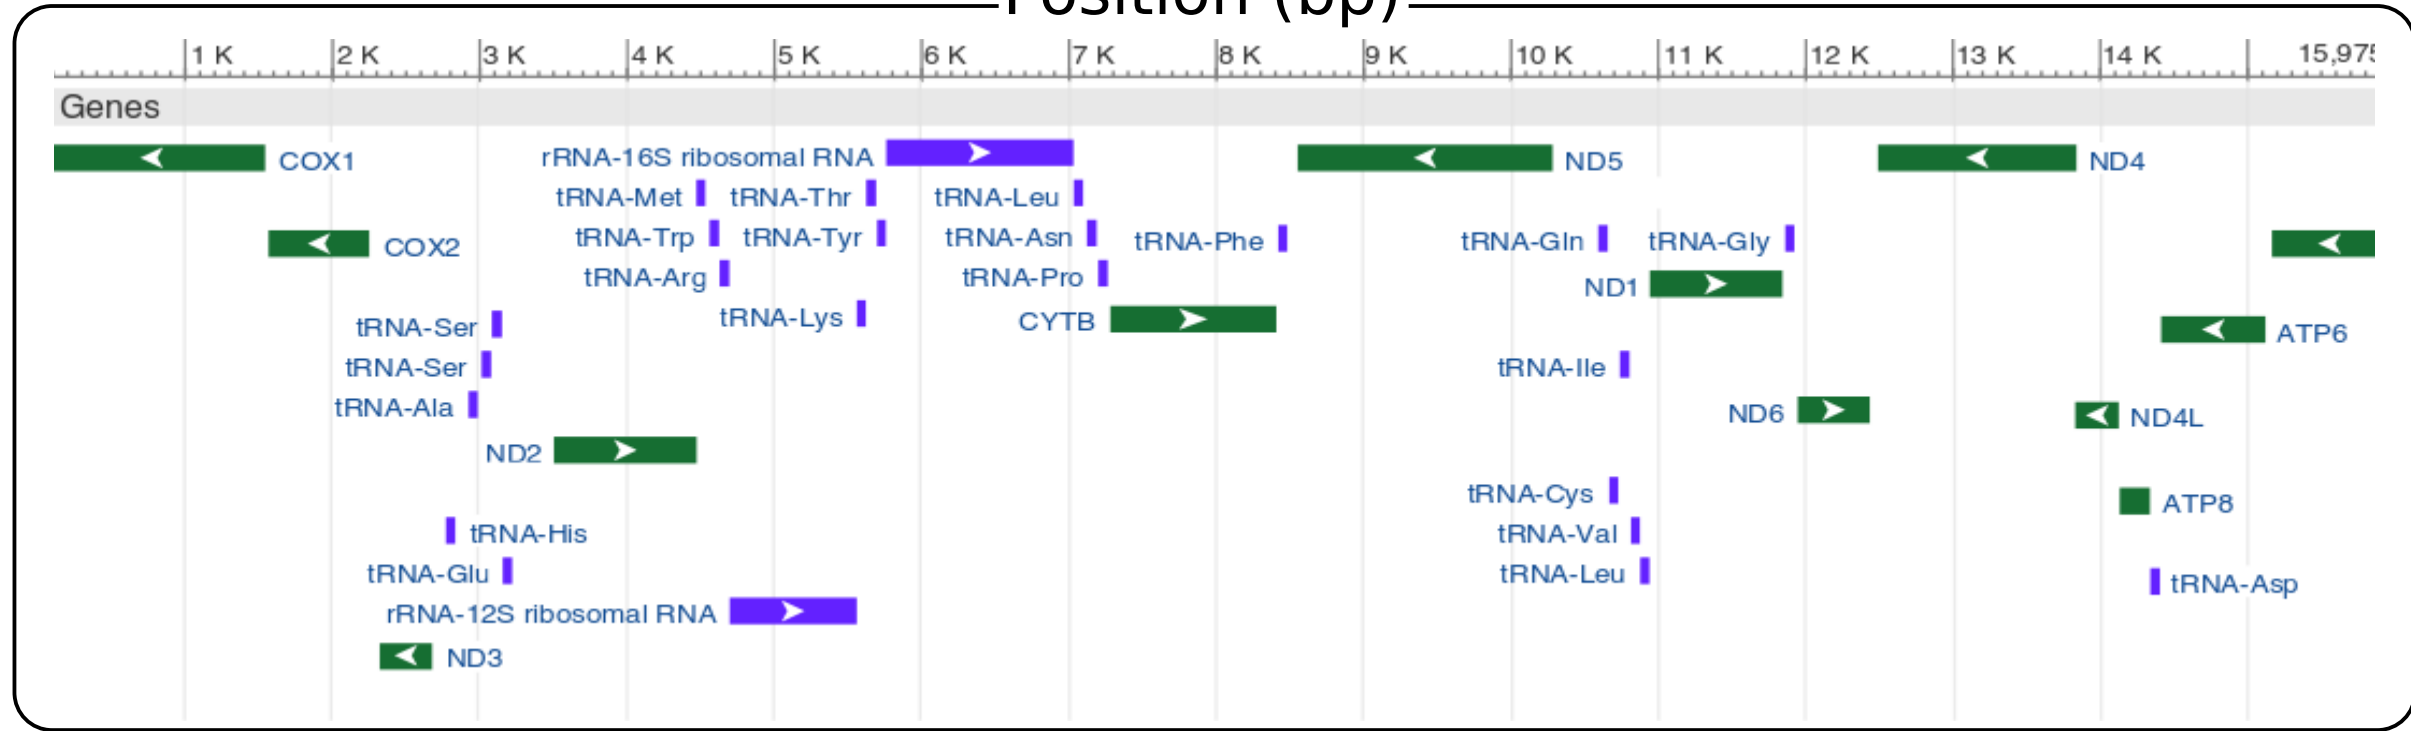 Position (bp)
1 K 2 K 3 K 4 K 5 K 6 K 7 K 8 K 9 K 10 K 11 K 12 K 13 K 14 K 15,975
Genes
COX1 rRNA-16S ribosomal RNA ND5 ND4
tRNA-Met tRNA-Thr tRNA-Leu
COX2 tRNA-Trp tRNA-Tyr tRNA-Asn tRNA-Phe tRNA-Gln tRNA-Gly
tRNA-Arg tRNA-Pro ND1
tRNA-Ser tRNA-Lys CYTB ATP6
tRNA-Ser tRNA-Ile
tRNA-Ala ND6 ND4L
ND2
tRNA-Cys ATP8
tRNA-His tRNA-Val
tRNA-Glu tRNA-Leu tRNA-Asp
rRNA-12S ribosomal RNA
ND3